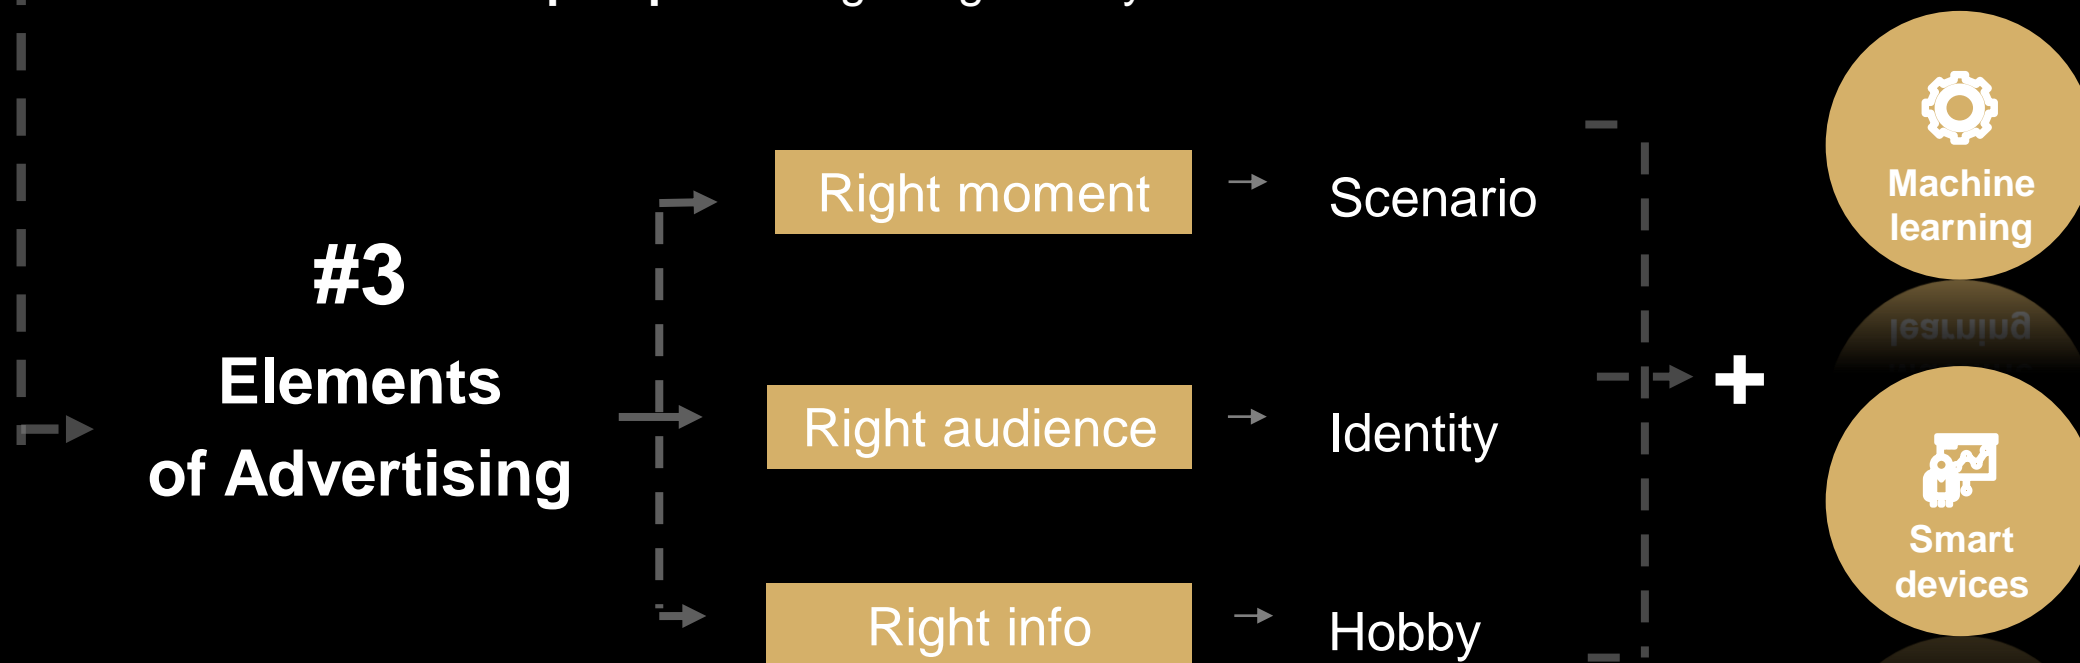 #3
Elements
of Advertising
Right moment
Scenario
Right audience
Identity
Right info
Hobby
+
Machine
learning
Smart
devices